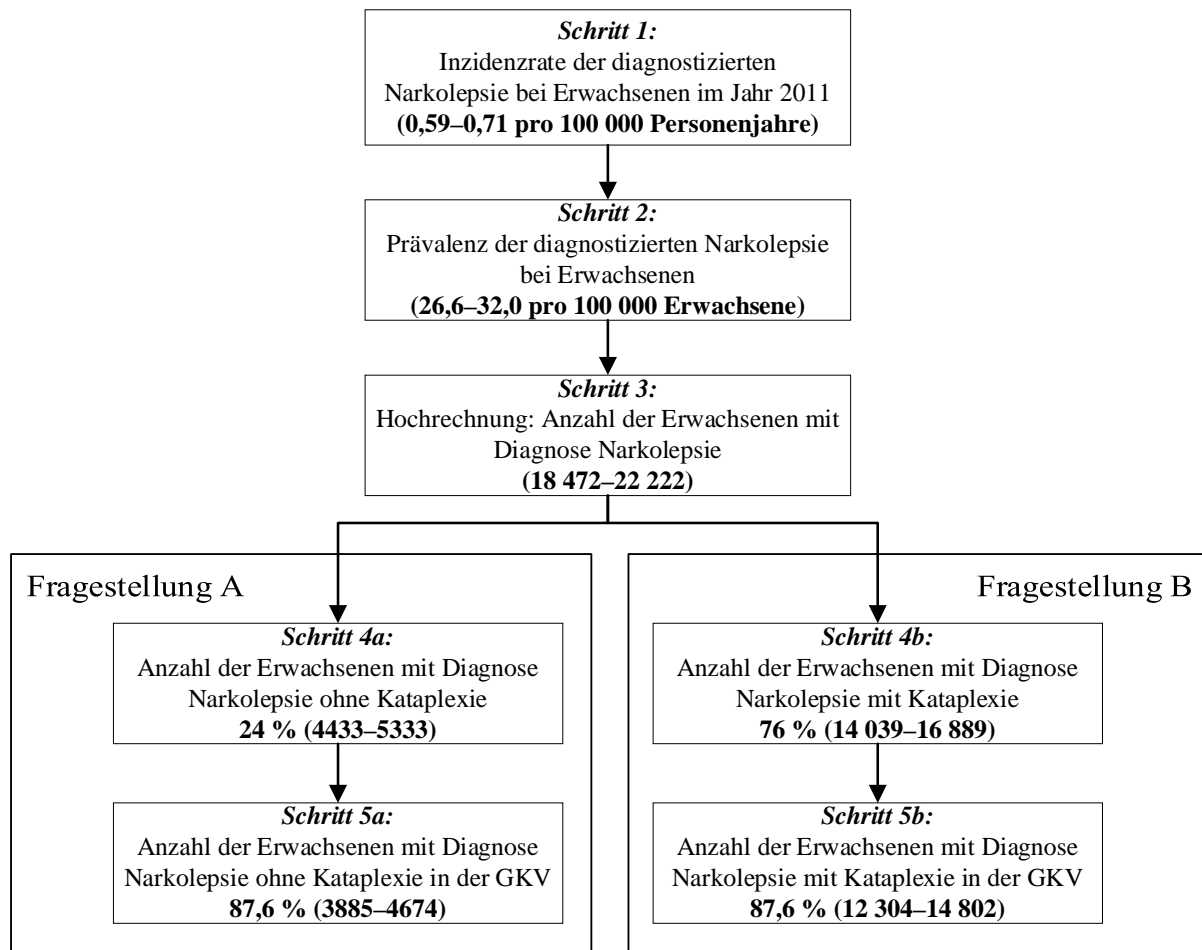 Schritt 1:
Inzidenzrate der diagnostizierten
Narkolepsie bei Erwachsenen im Jahr 2011
(0,59–0,71 pro 100 000 Personenjahre)
Schritt 2:
Prävalenz der diagnostizierten Narkolepsie
bei Erwachsenen
(26,6–32,0 pro 100 000 Erwachsene)
Schritt 3:
Hochrechnung: Anzahl der Erwachsenen mit
Diagnose Narkolepsie
(18 472–22 222)
Fragestellung A
Schritt 4a:
Anzahl der Erwachsenen mit Diagnose
Narkolepsie ohne Kataplexie
24 % (4433–5333)
Schritt 5a:
Anzahl der Erwachsenen mit Diagnose
Narkolepsie ohne Kataplexie in der GKV
87,6 % (3885–4674)
Fragestellung B
Schritt 4b:
Anzahl der Erwachsenen mit Diagnose
Narkolepsie mit Kataplexie
76 % (14 039–16 889)
Schritt 5b:
Anzahl der Erwachsenen mit Diagnose
Narkolepsie mit Kataplexie in der GKV
87,6 % (12 304–14 802)